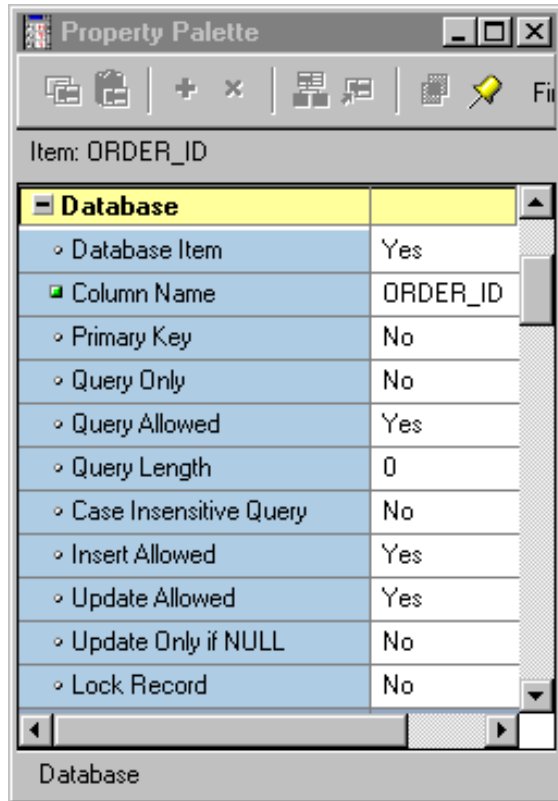 Property Palette
Item: ORDER_ID
Database
Database Item Yes
Column Name ORDER_ID
Primary Key No
Query Only No
Query Allowed Yes
Query Length 0
Case Insensitive Query No
Insert Allowed Yes
Update Allowed Yes
Update Only if NULL No
Lock Record No
Database